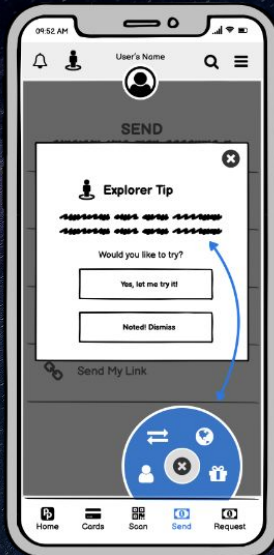 09:52 AM
User's Name
SEND
Explorer Tip
Would you like to try?
Yes, let me try it!
Noted! Dismiss
Send My Link
Home Cards Scan Send Request